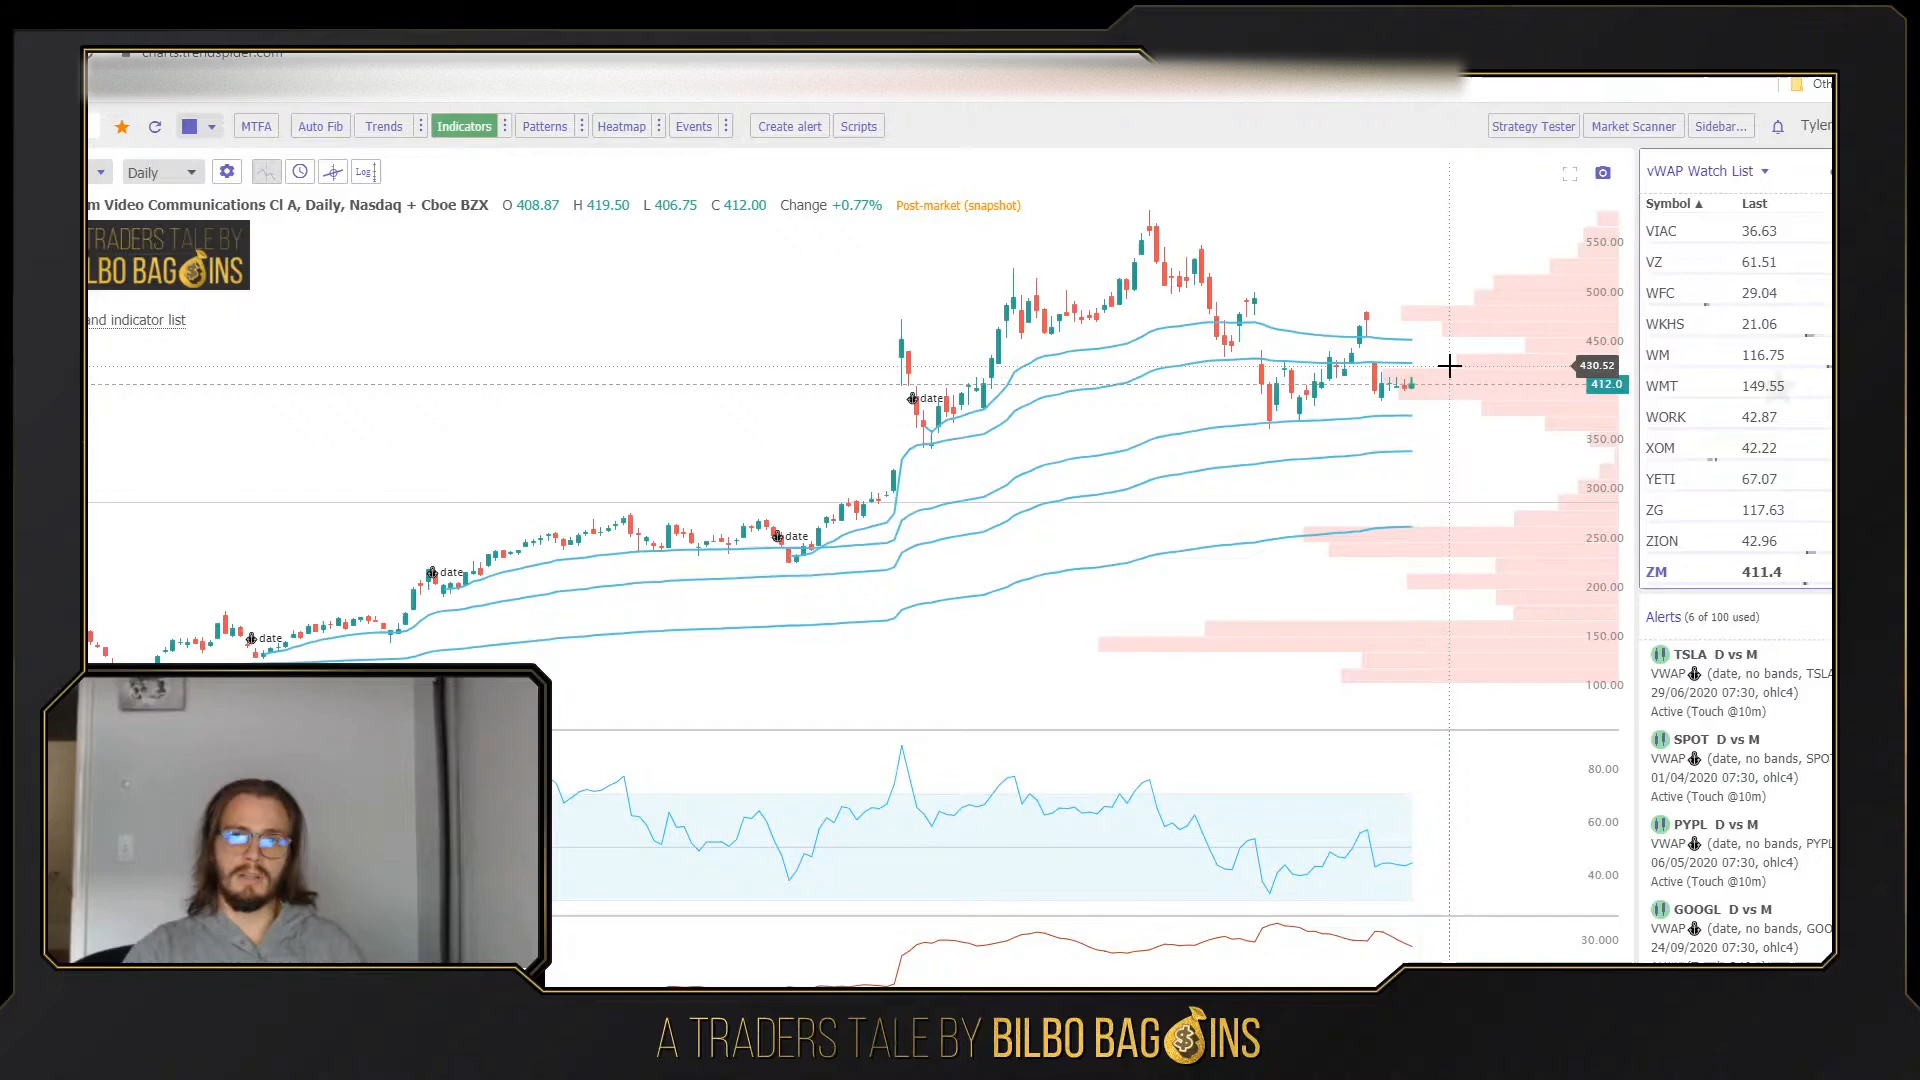 charts.trendspider.com
Oth
MTFA Auto Fib Trends Indicators Patterns Heatmap Events Create alert Scripts Strategy Tester Market Scanner Sidebar... Tyler
Daily Log
m Video Communications Cl A, Daily, Nasdaq + Cboe BZX O 408.87 H 419.50 L 406.75 C 412.00 Change +0.77% Post-market (snapshot)
TRADERS TALE BY
LBO BAG INS
and indicator list
date
date
date
date
550.00
500.00
450.00
430.52
412.0
350.00
300.00
250.00
200.00
150.00
100.00
80.00
60.00
40.00
30.000
vWAP Watch List
Symbol Last
VIAC 36.63
VZ 61.51
WFC 29.04
WKHS 21.06
WM 116.75
WMT 149.55
WORK 42.87
XOM 42.22
YETI 67.07
ZG 117.63
ZION 42.96
ZM 411.4
Alerts (6 of 100 used)
TSLA D vs M
VWAP (date, no bands, TSLA
29/06/2020 07:30, ohlc4)
Active (Touch @10m)
SPOT D vs M
VWAP (date, no bands, SPO
01/04/2020 07:30, ohlc4)
Active (Touch @10m)
PYPL D vs M
VWAP (date, no bands, PYPL
06/05/2020 07:30, ohlc4)
Active (Touch @10m)
GOOGL D vs M
VWAP (date, no bands, GOO
24/09/2020 07:30, ohlc4)
A TRADERS TALE BY BILBO BAG$INS